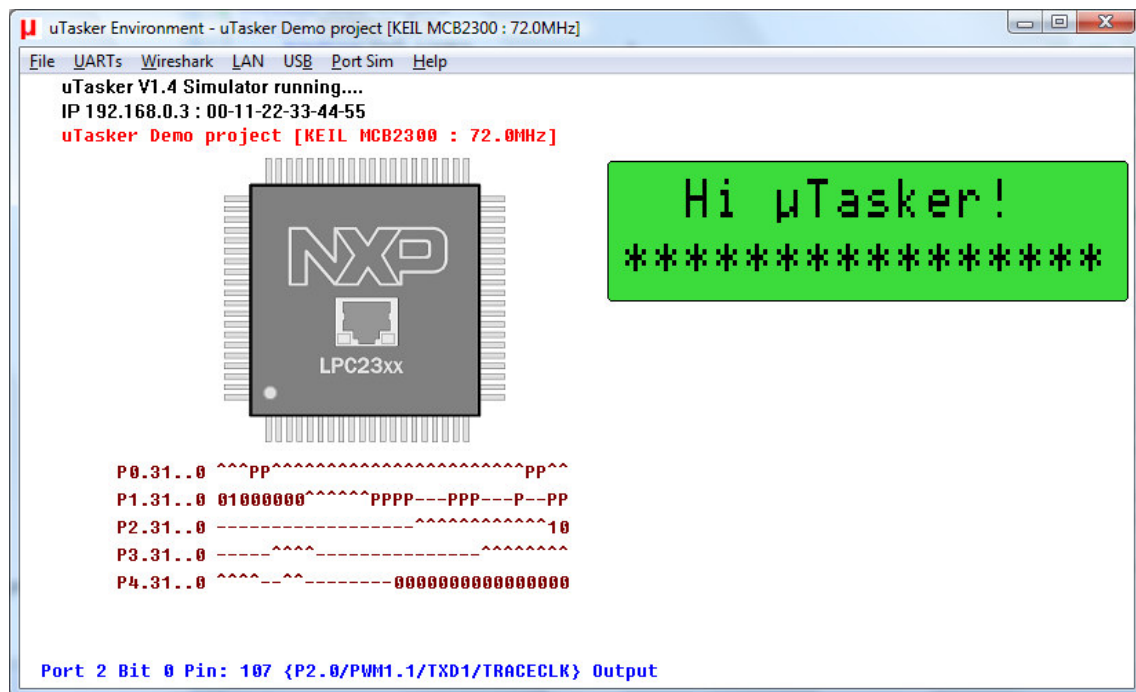 μ uTasker Environment - uTasker Demo project [KEIL MCB2300 : 72.0MHz]
File UARTs Wireshark LAN USB Port Sim Help
uTasker V1.4 Simulator running....
IP 192.168.0.3 : 00-11-22-33-44-55
uTasker Demo project [KEIL MCB2300 : 72.0MHz]
Hi µTasker!
****************
NXP
LPC23xx
P0.31..0 ^^^PP^^^^^^^^^^^^^^^^^^^^^^^PP^^
P1.31..0 01000000^^^^^^PPPP---PPP---P--PP
P2.31..0 ------------------^^^^^^^^^^^^10
P3.31..0 -----^^^^---------------^^^^^^^^
P4.31..0 ^^^^--^^--------0000000000000000
Port 2 Bit 0 Pin: 107 {P2.0/PWM1.1/TXD1/TRACECLK} Output